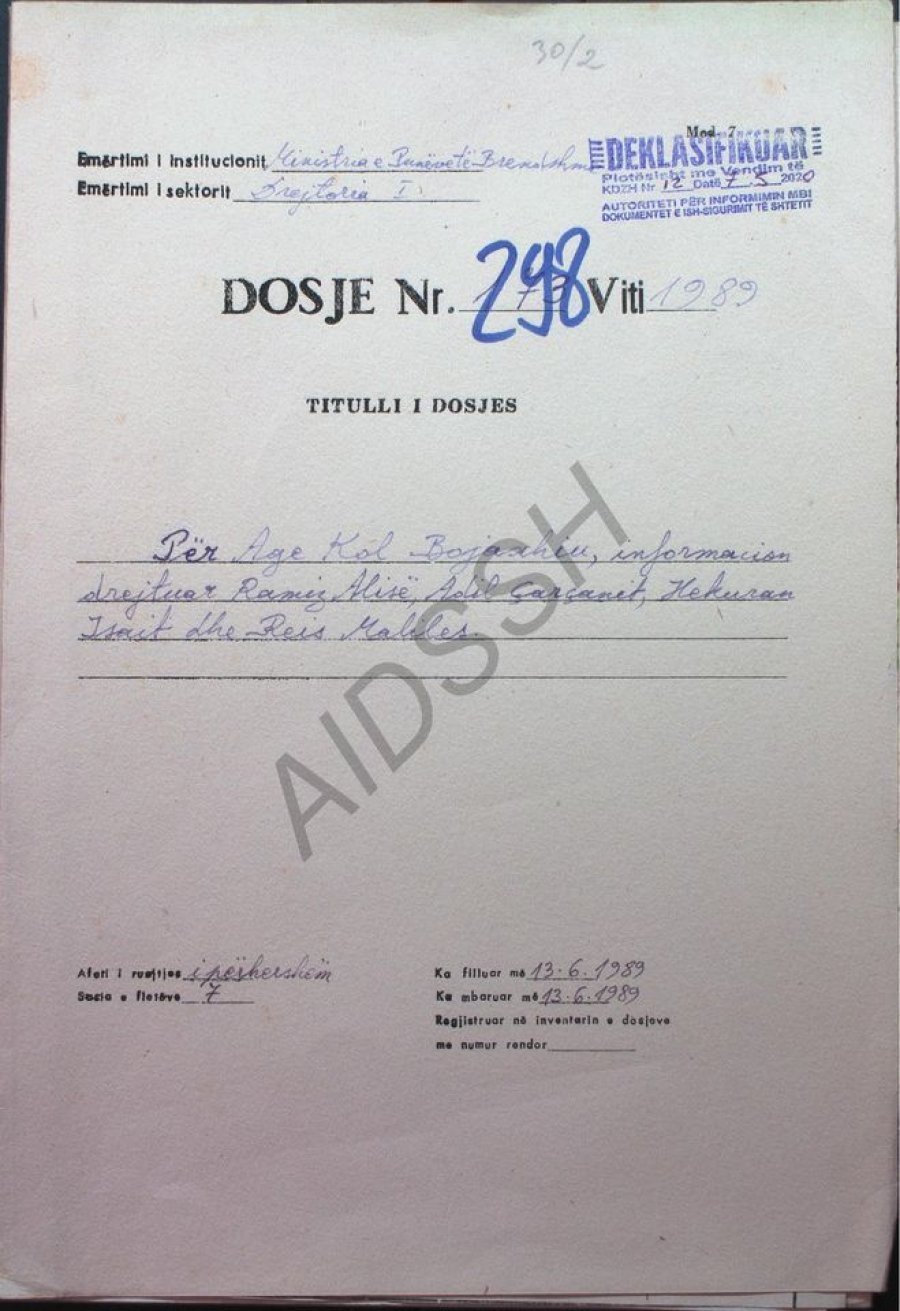 30/2
Mod. 7
DEKLASIFIKUAR
Plotësisht me Vendim të
KDZH Nr 12 Datë 7.5 2020
AUTORITETI PËR INFORMIMIN MBI
DOKUMENTET E ISH-SIGURIMIT TË SHTETIT
Emërtimi i institucionit Ministria e Punëvetë Brendshme
Emërtimi i sektorit Drejtoria I
DOSJE Nr. 298 Viti 1989
TITULLI I DOSJES
Për Age Kol Bojaxhiu, informacion
drejtuar Ramiz Alisë, Adil Çarçanit, Hekuran
Isait dhe Reis Maliles.
AIDSSH
Afati i ruajtjes i përhershëm
Sasia e fletëve 7
Ka filluar më 13.6.1989
Ka mbaruar më 13.6.1989
Regjistruar në inventarin e dosjeve
me numur rendor